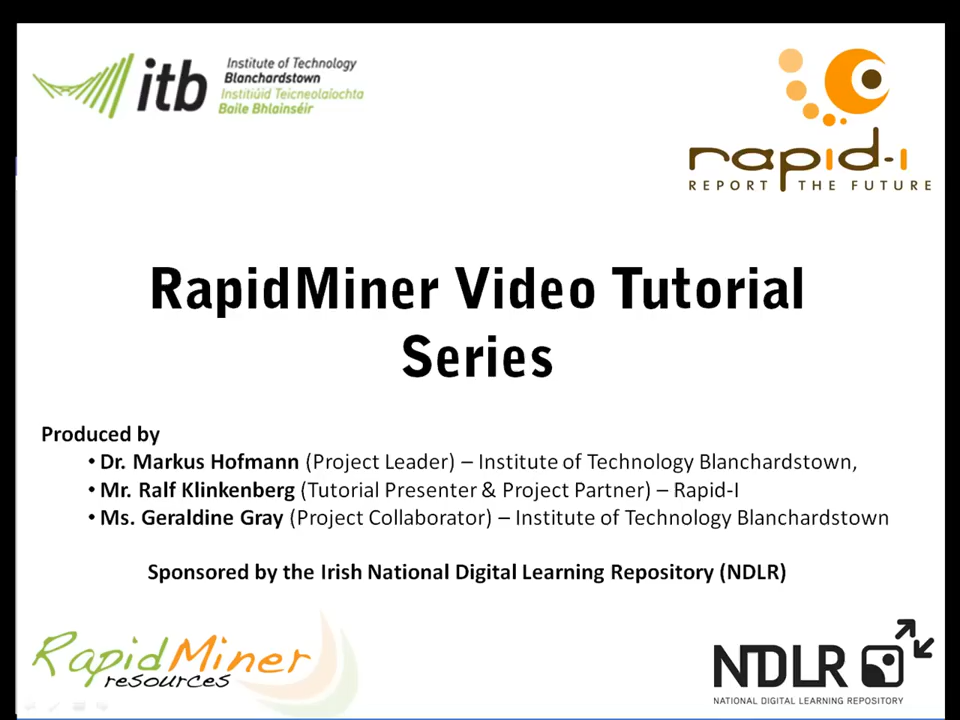 itb
Institute of Technology
Blanchardstown
Institiúid Teicneolaíochta
Baile Bhlainséir
rapid-i
REPORT THE FUTURE
RapidMiner Video Tutorial
Series
Produced by
• Dr. Markus Hofmann (Project Leader) – Institute of Technology Blanchardstown,
• Mr. Ralf Klinkenberg (Tutorial Presenter & Project Partner) – Rapid-I
• Ms. Geraldine Gray (Project Collaborator) – Institute of Technology Blanchardstown
Sponsored by the Irish National Digital Learning Repository (NDLR)
RapidMiner
resources
NDLR
NATIONAL DIGITAL LEARNING REPOSITORY